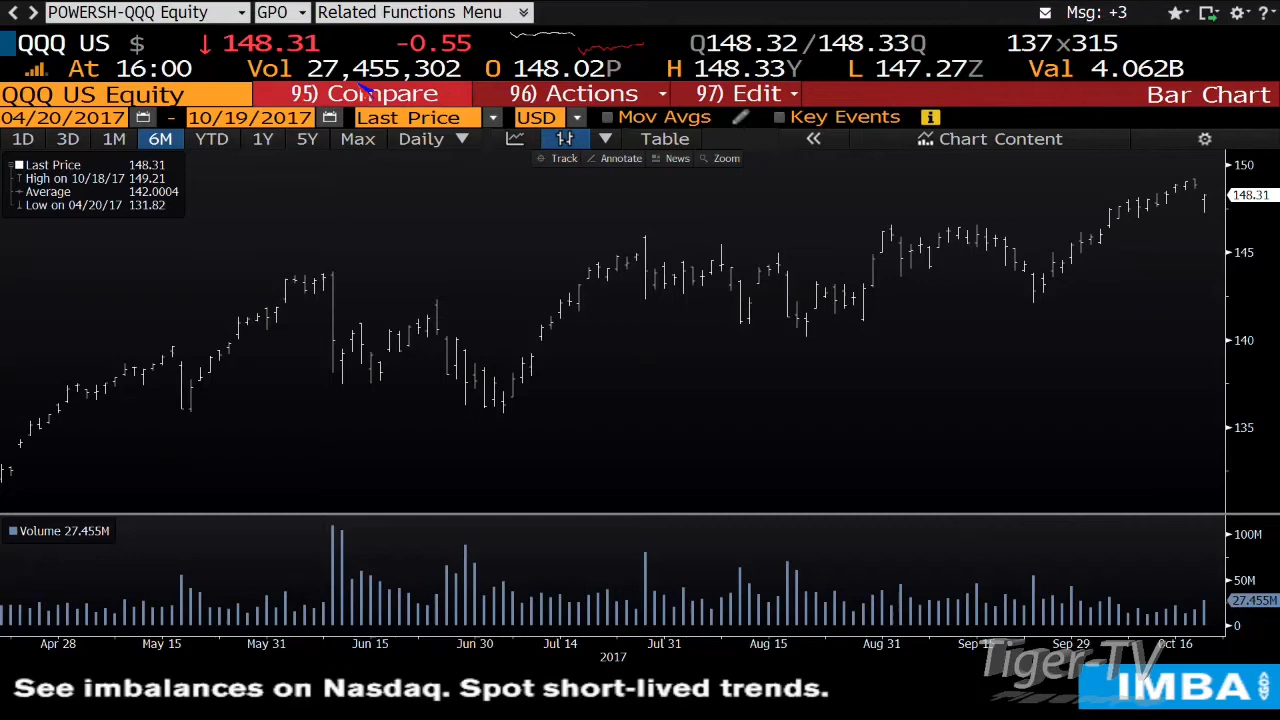 POWERSH-QQQ Equity GPO Related Functions Menu Msg: +3 ?
QQQ US $ ↓ 148.31 -0.55 Q148.32 /148.33Q 137x315
At 16:00 Vol 27,455,302 O 148.02P H 148.33Y L 147.27Z Val 4.062B
QQQ US Equity 95) Compare 96) Actions 97) Edit Bar Chart
04/20/2017 - 10/19/2017 Last Price USD Mov Avgs Key Events i
1D 3D 1M 6M YTD 1Y 5Y Max Daily ▼ ▼ Table « Chart Content
Track Annotate News Zoom
Last Price 148.31
High on 10/18/17 149.21
Average 142.0004
Low on 04/20/17 131.82
150
148.31
145
140
135
Volume 27.455M
100M
50M
27.455M
0
Apr 28 May 15 May 31 Jun 15 Jun 30 Jul 14 Jul 31 Aug 15 Aug 31 Sep 15 Sep 29 Oct 16
2017
Tiger-TV
See imbalances on Nasdaq. Spot short-lived trends.
IMBA